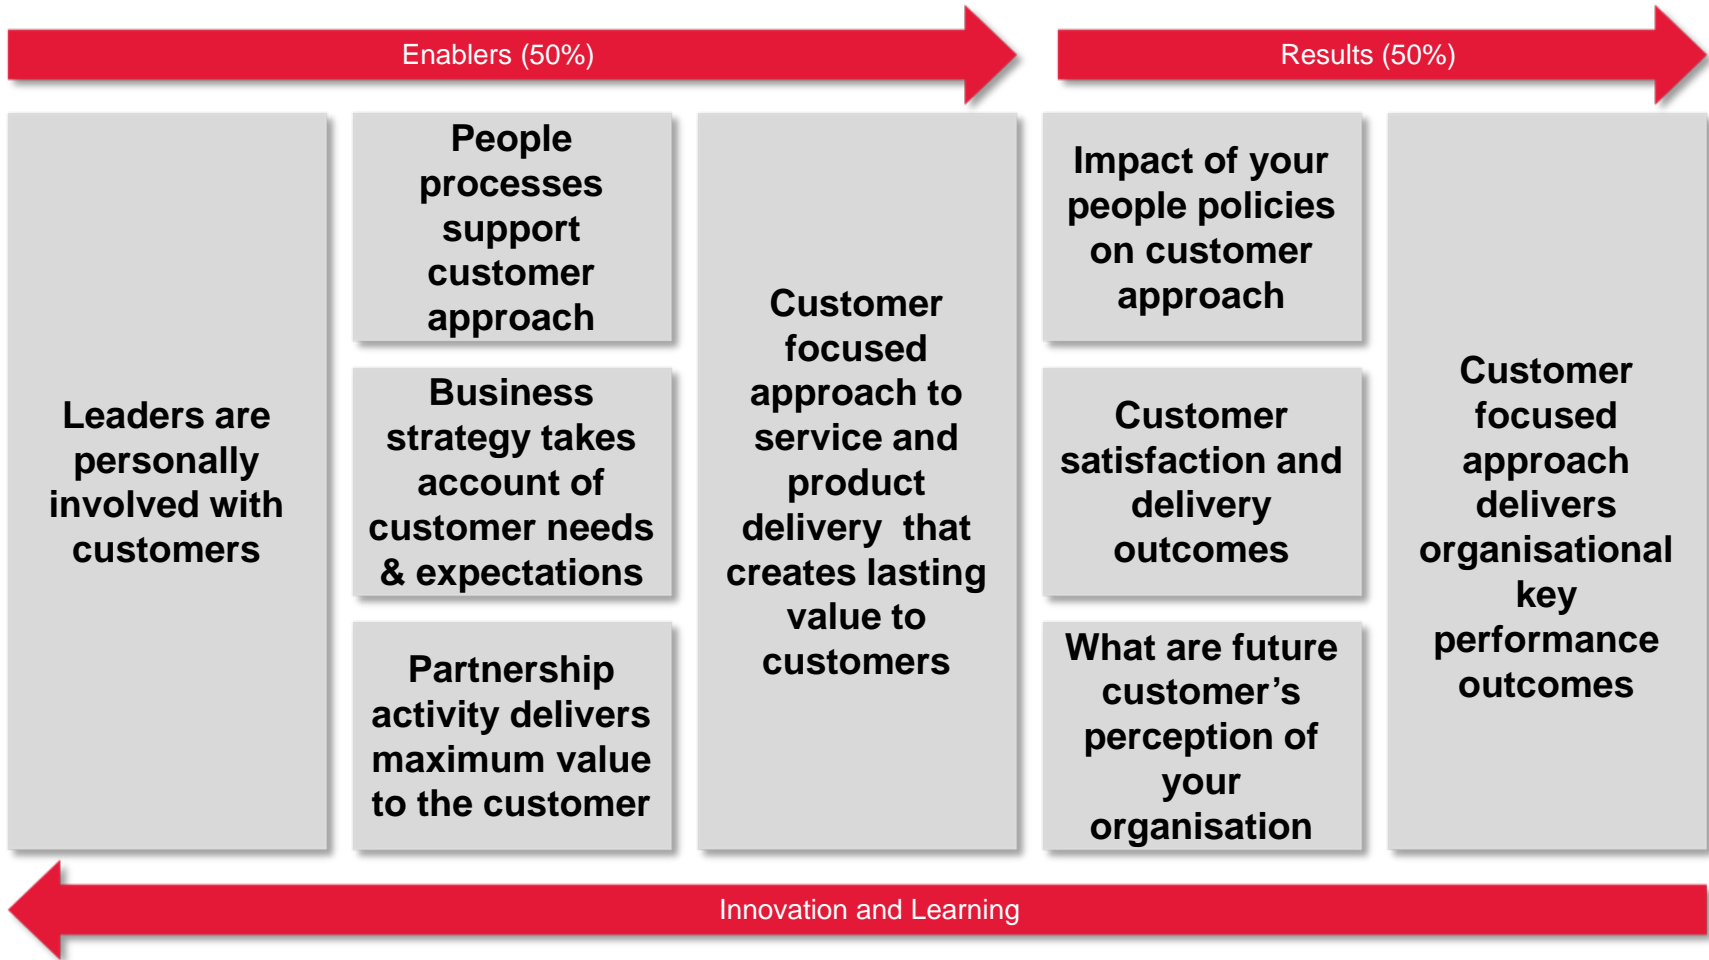 Enablers (50%)
Results (50%)
Leaders are
personally
involved with
customers
People
processes
support
customer
approach
Business
strategy takes
account of
customer needs
& expectations
Partnership
activity delivers
maximum value
to the customer
Customer
focused
approach to
service and
product
delivery  that
creates lasting
value to
customers
Impact of your
people policies
on customer
approach
Customer
satisfaction and
delivery
outcomes
What are future
customer’s
perception of
your
organisation
Customer
focused
approach
delivers
organisational
key
performance
outcomes
Innovation and Learning